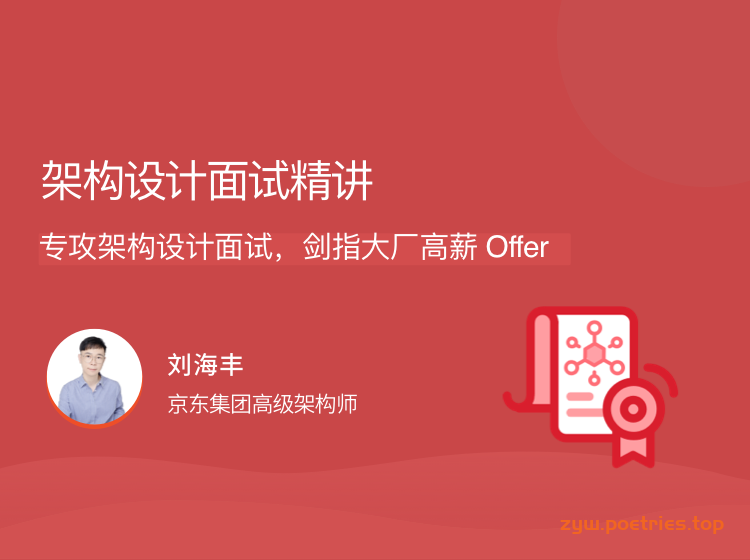 架构设计面试精讲
专攻架构设计面试，剑指大厂高薪 Offer
刘海丰
京东集团高级架构师
zyw.poetries.top